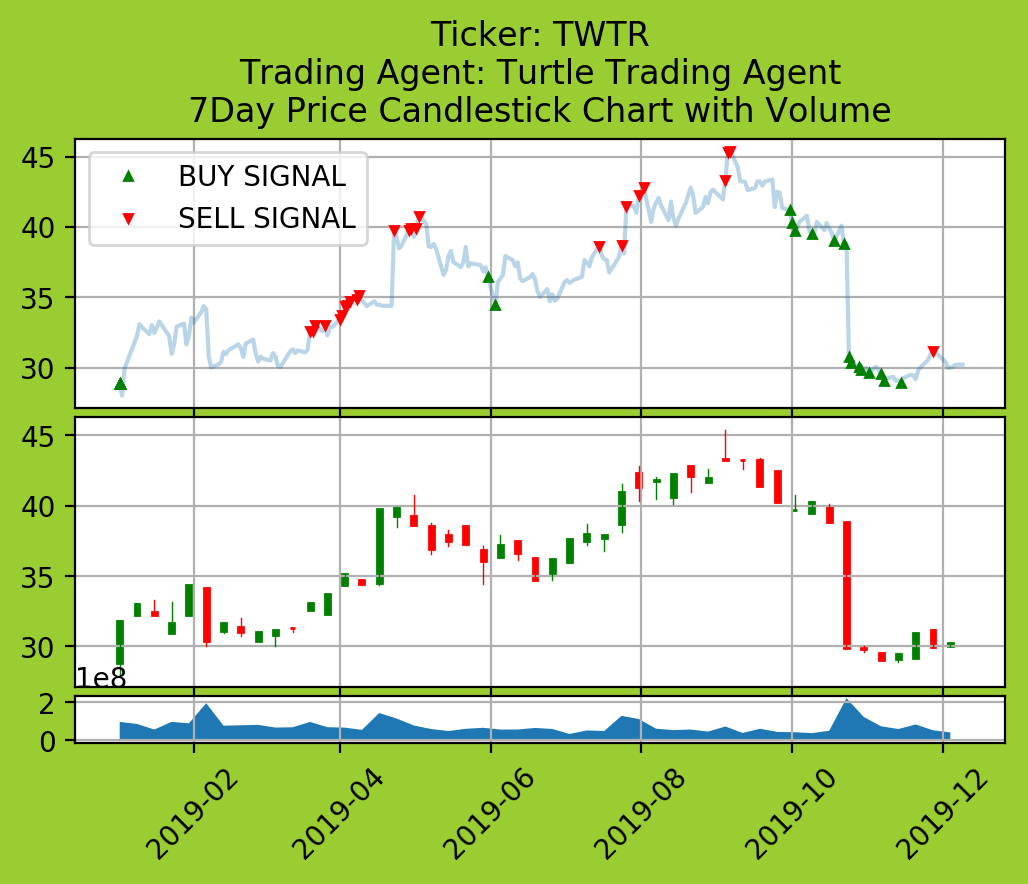 Ticker: TWTR
Trading Agent: Turtle Trading Agent
7Day Price Candlestick Chart with Volume
45
40
35
30
BUY SIGNAL
SELL SIGNAL
45
40
35
30
1e8
2
0
2019-02
2019-04
2019-06
2019-08
2019-10
2019-12